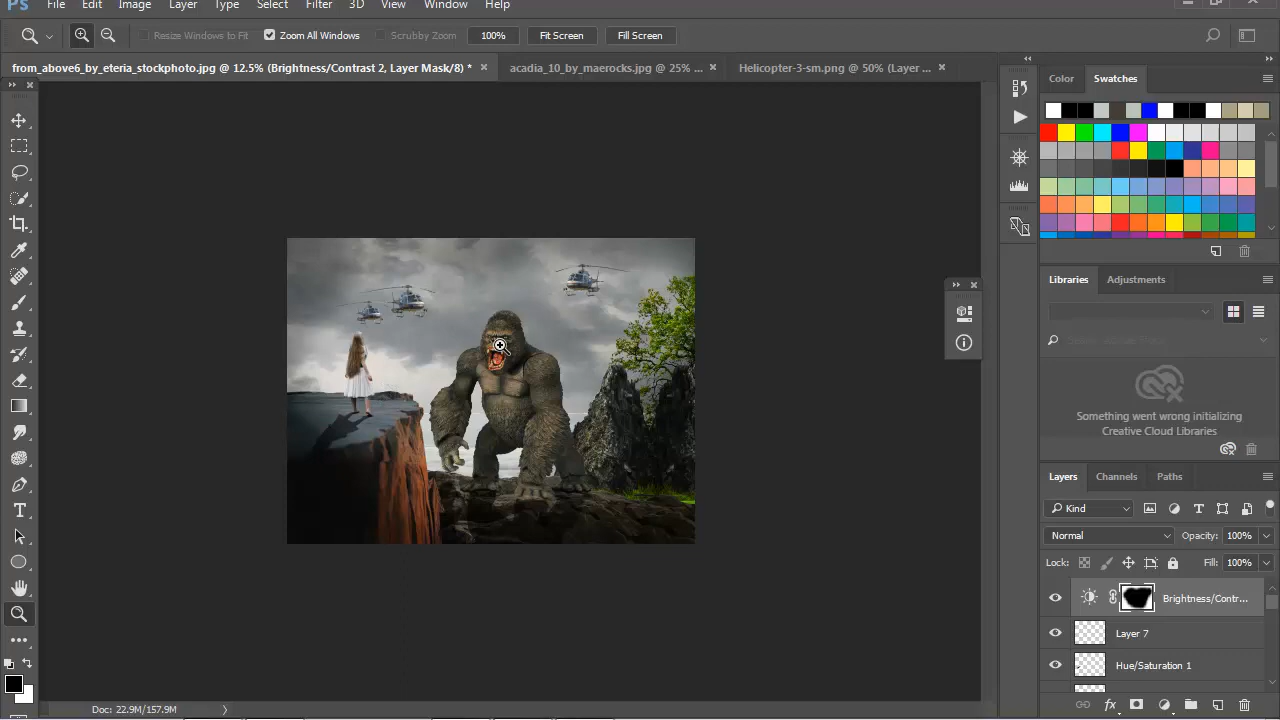 Ps File Edit Image Layer Type Select Filter 3D View Window Help
Resize Windows to Fit Zoom All Windows Scrubby Zoom 100% Fit Screen Fill Screen
from_above6_by_eteria_stockphoto.jpg @ 12.5% (Brightness/Contrast 2, Layer Mask/8) * acadia_10_by_maerocks.jpg @ 25% ... Helicopter-3-sm.png @ 50% (Layer ...
Color Swatches
Libraries Adjustments
Something went wrong initializing
Creative Cloud Libraries
Layers Channels Paths
Kind
Normal Opacity: 100%
Lock: Fill: 100%
Brightness/Contr...
Layer 7
Hue/Saturation 1
Doc: 22.9M/157.9M